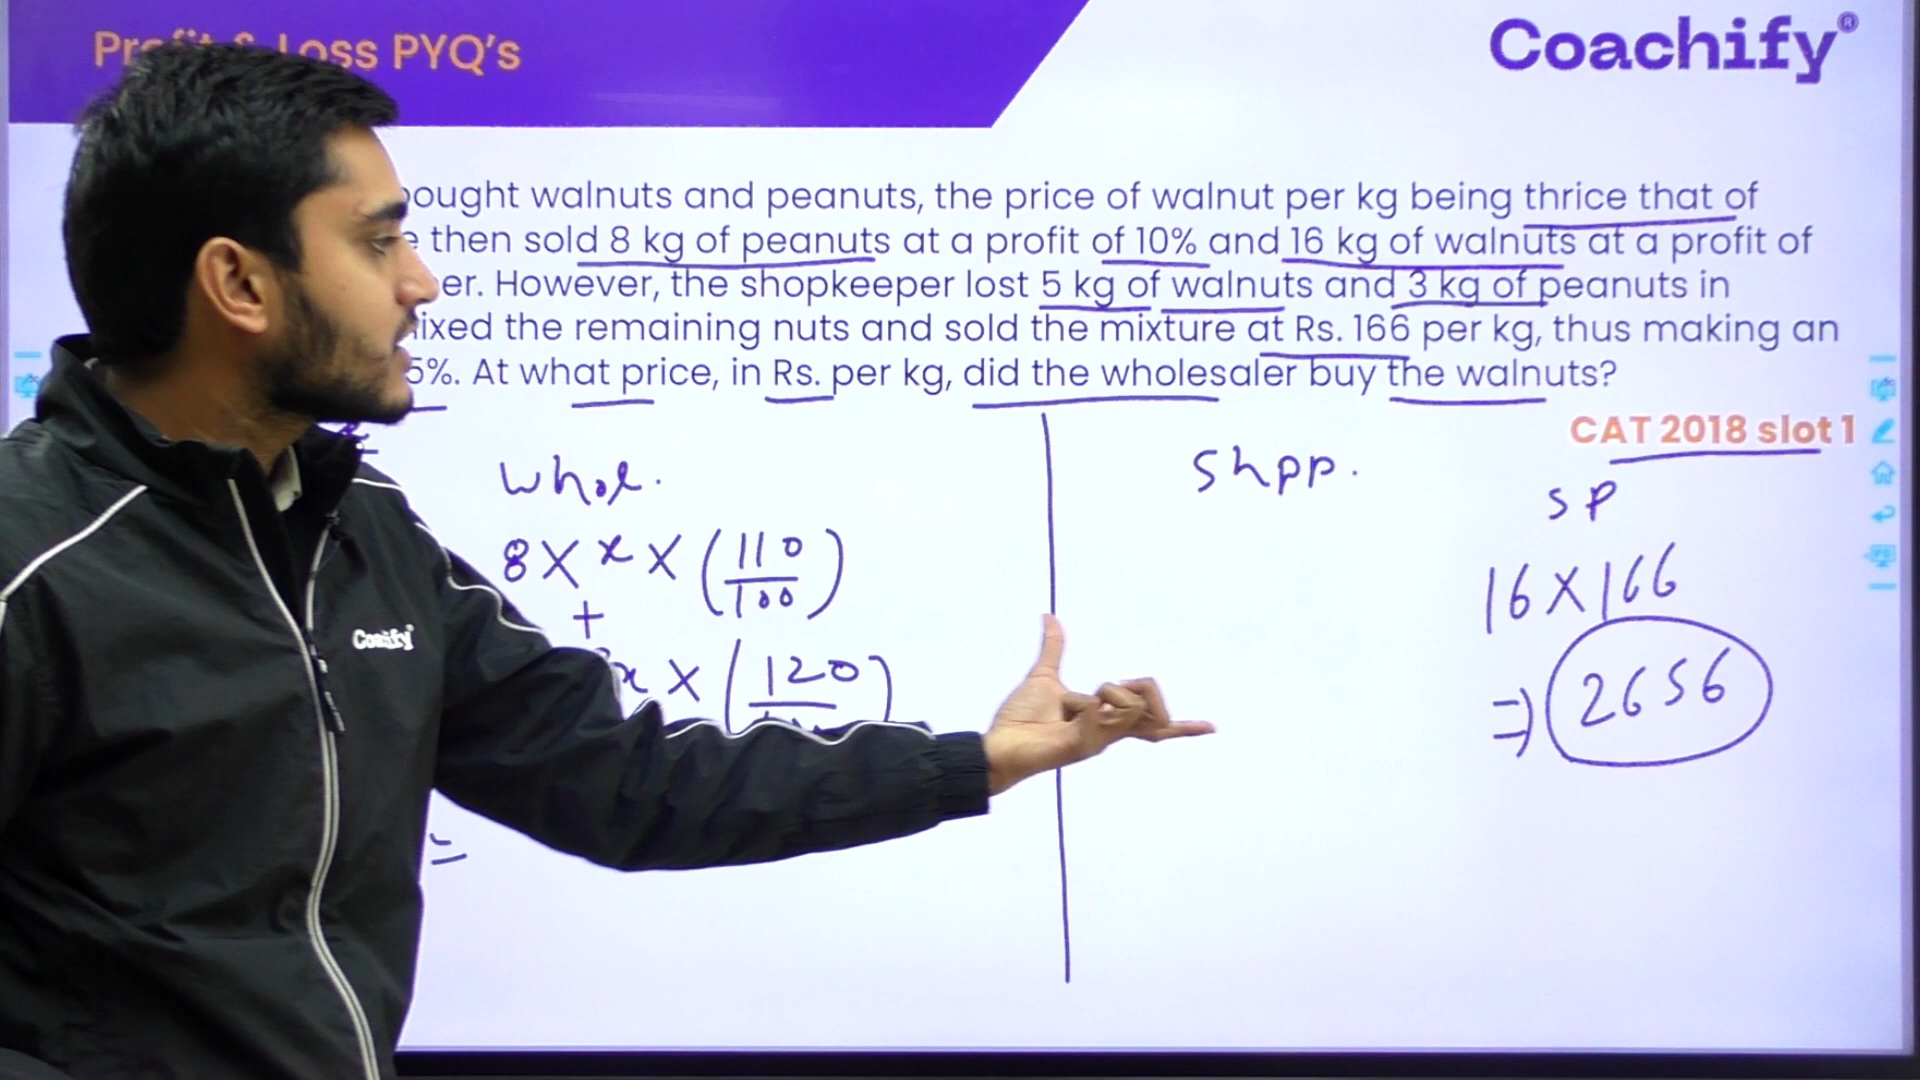 Profit & Loss PYQ's
Coachify®
bought walnuts and peanuts, the price of walnut per kg being thrice that of
then sold 8 kg of peanuts at a profit of 10% and 16 kg of walnuts at a profit of
However, the shopkeeper lost 5 kg of walnuts and 3 kg of peanuts in
the remaining nuts and sold the mixture at Rs. 166 per kg, thus making an
5%. At what price, in Rs. per kg, did the wholesaler buy the walnuts?
CAT 2018 slot 1
Whole.
Shpp.
SP
8 X x X (110/100)
+
x X (120
16 X 166
⇒ 2656
=
Coachify